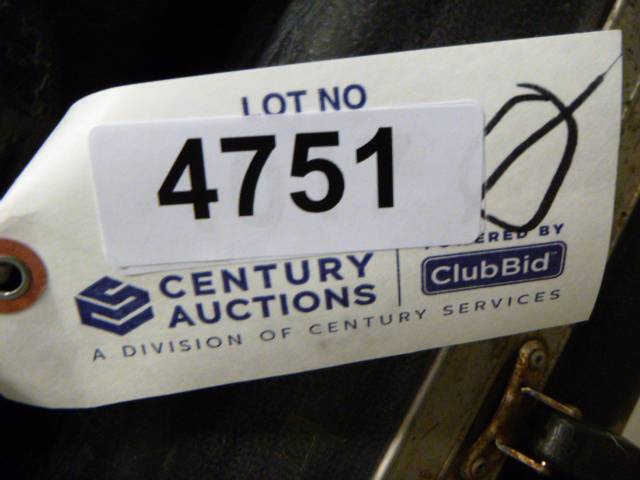 LOT NO
4751
CENTURY
AUCTIONS
POWERED BY
ClubBid
A DIVISION OF CENTURY SERVICES